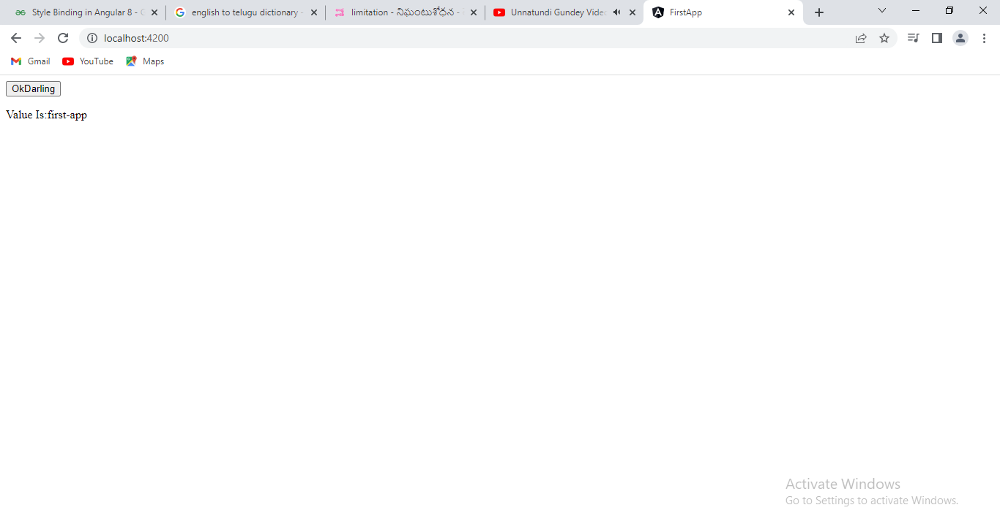 Style Binding in Angular 8 -
english to telugu dictionary -
limitation - నిఘంటుశోధన -
Unnatundi Gundey Video
FirstApp
localhost:4200
Gmail
YouTube
Maps
OkDarling
Value Is:first-app
Activate Windows
Go to Settings to activate Windows.